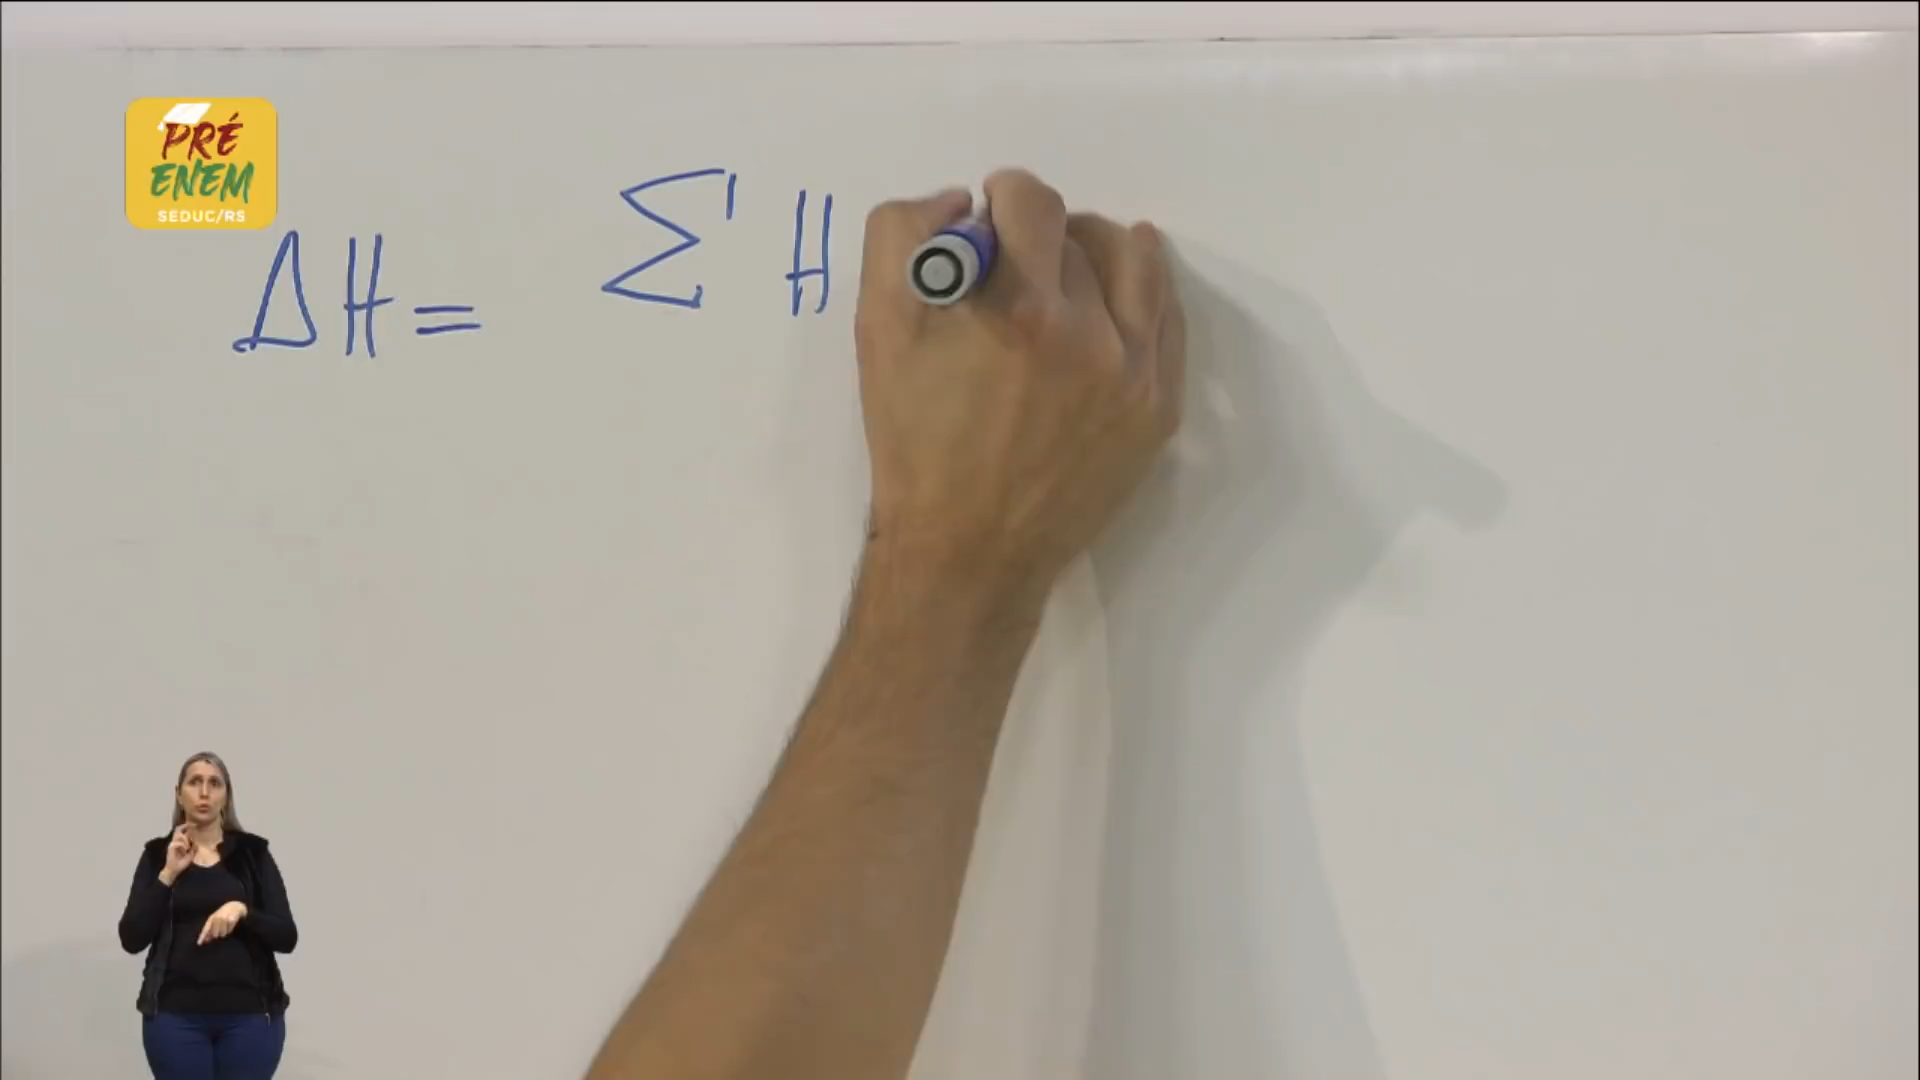 PRÉ
ENEM
SEDUC/RS
ΔH = Σ H